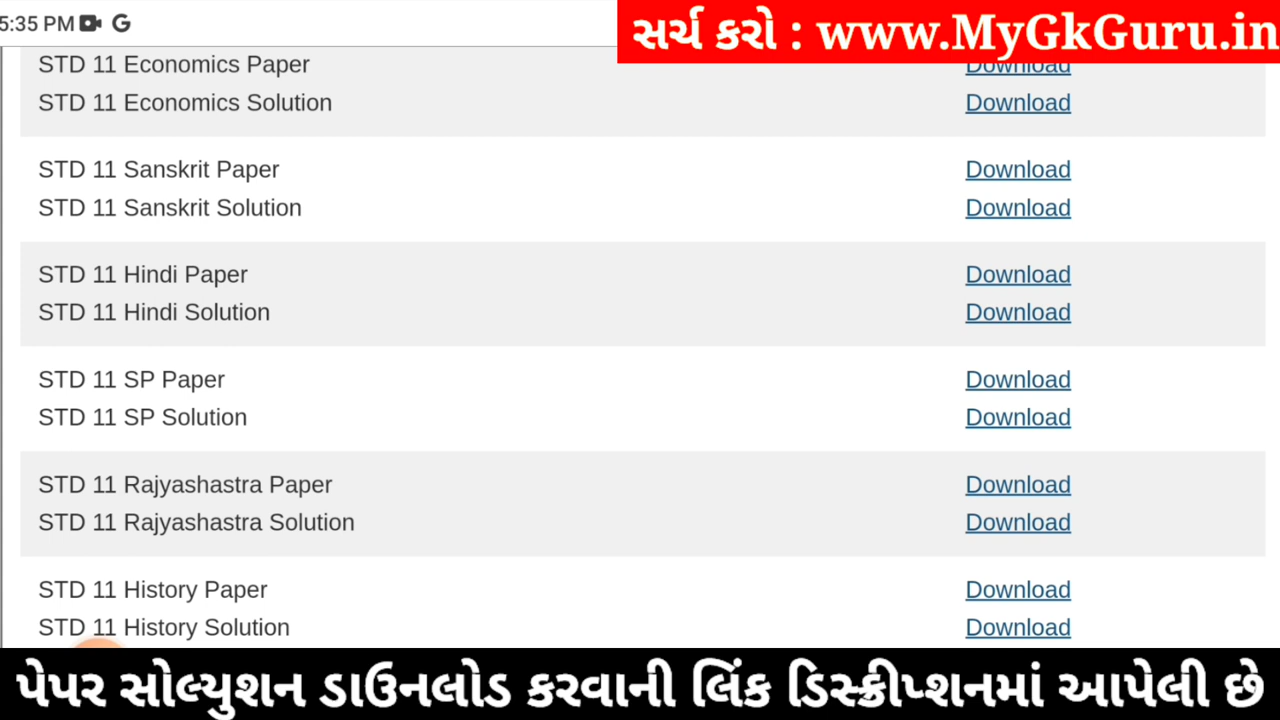 5:35 PM G
સર્ચ કરો : www.MyGkGuru.in
STD 11 Economics Paper Download
STD 11 Economics Solution Download
STD 11 Sanskrit Paper Download
STD 11 Sanskrit Solution Download
STD 11 Hindi Paper Download
STD 11 Hindi Solution Download
STD 11 SP Paper Download
STD 11 SP Solution Download
STD 11 Rajyashastra Paper Download
STD 11 Rajyashastra Solution Download
STD 11 History Paper Download
STD 11 History Solution Download
પેપર સોલ્યુશન ડાઉનલોડ કરવાની લિંક ડિસ્ક્રીપ્શનમાં આપેલી છે